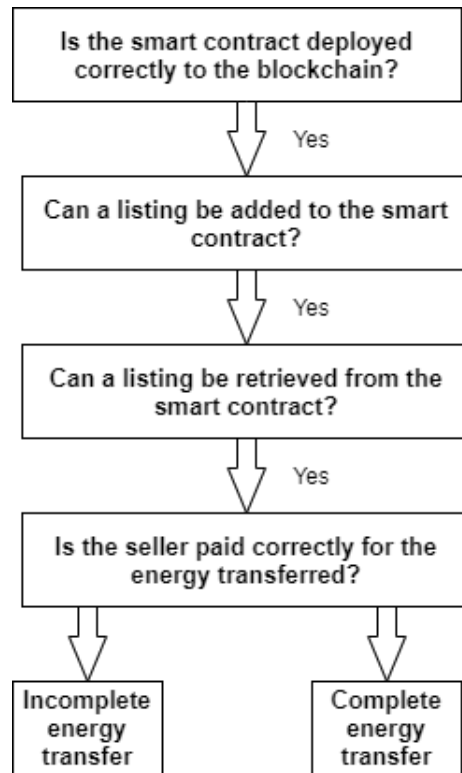 Is the smart contract deployed
correctly to the blockchain?
Yes
Can a listing be added to the smart
contract?
Yes
Can a listing be retrieved from the
smart contract?
Yes
Is the seller paid correctly for the
energy transferred?
Incomplete
energy
transfer
Complete
energy
transfer